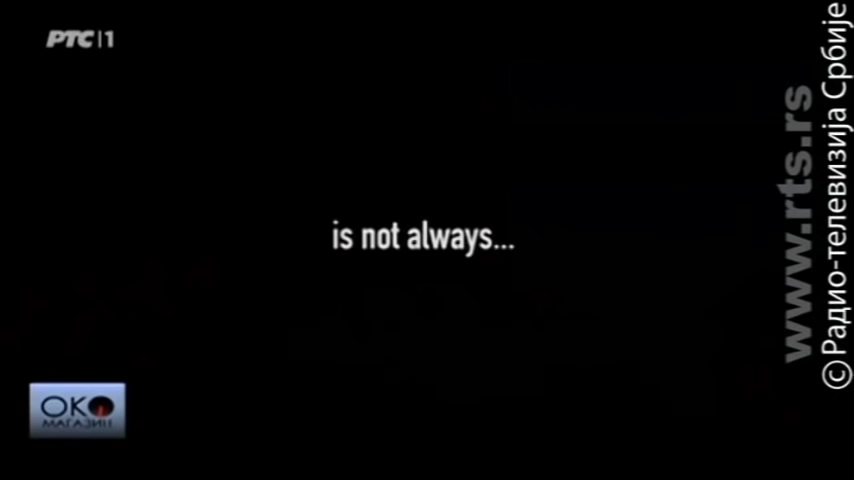 РТС|1
is not always...
ОКО
МАГАЗИН
www.rts.rs
©Радио-телевизија Србије